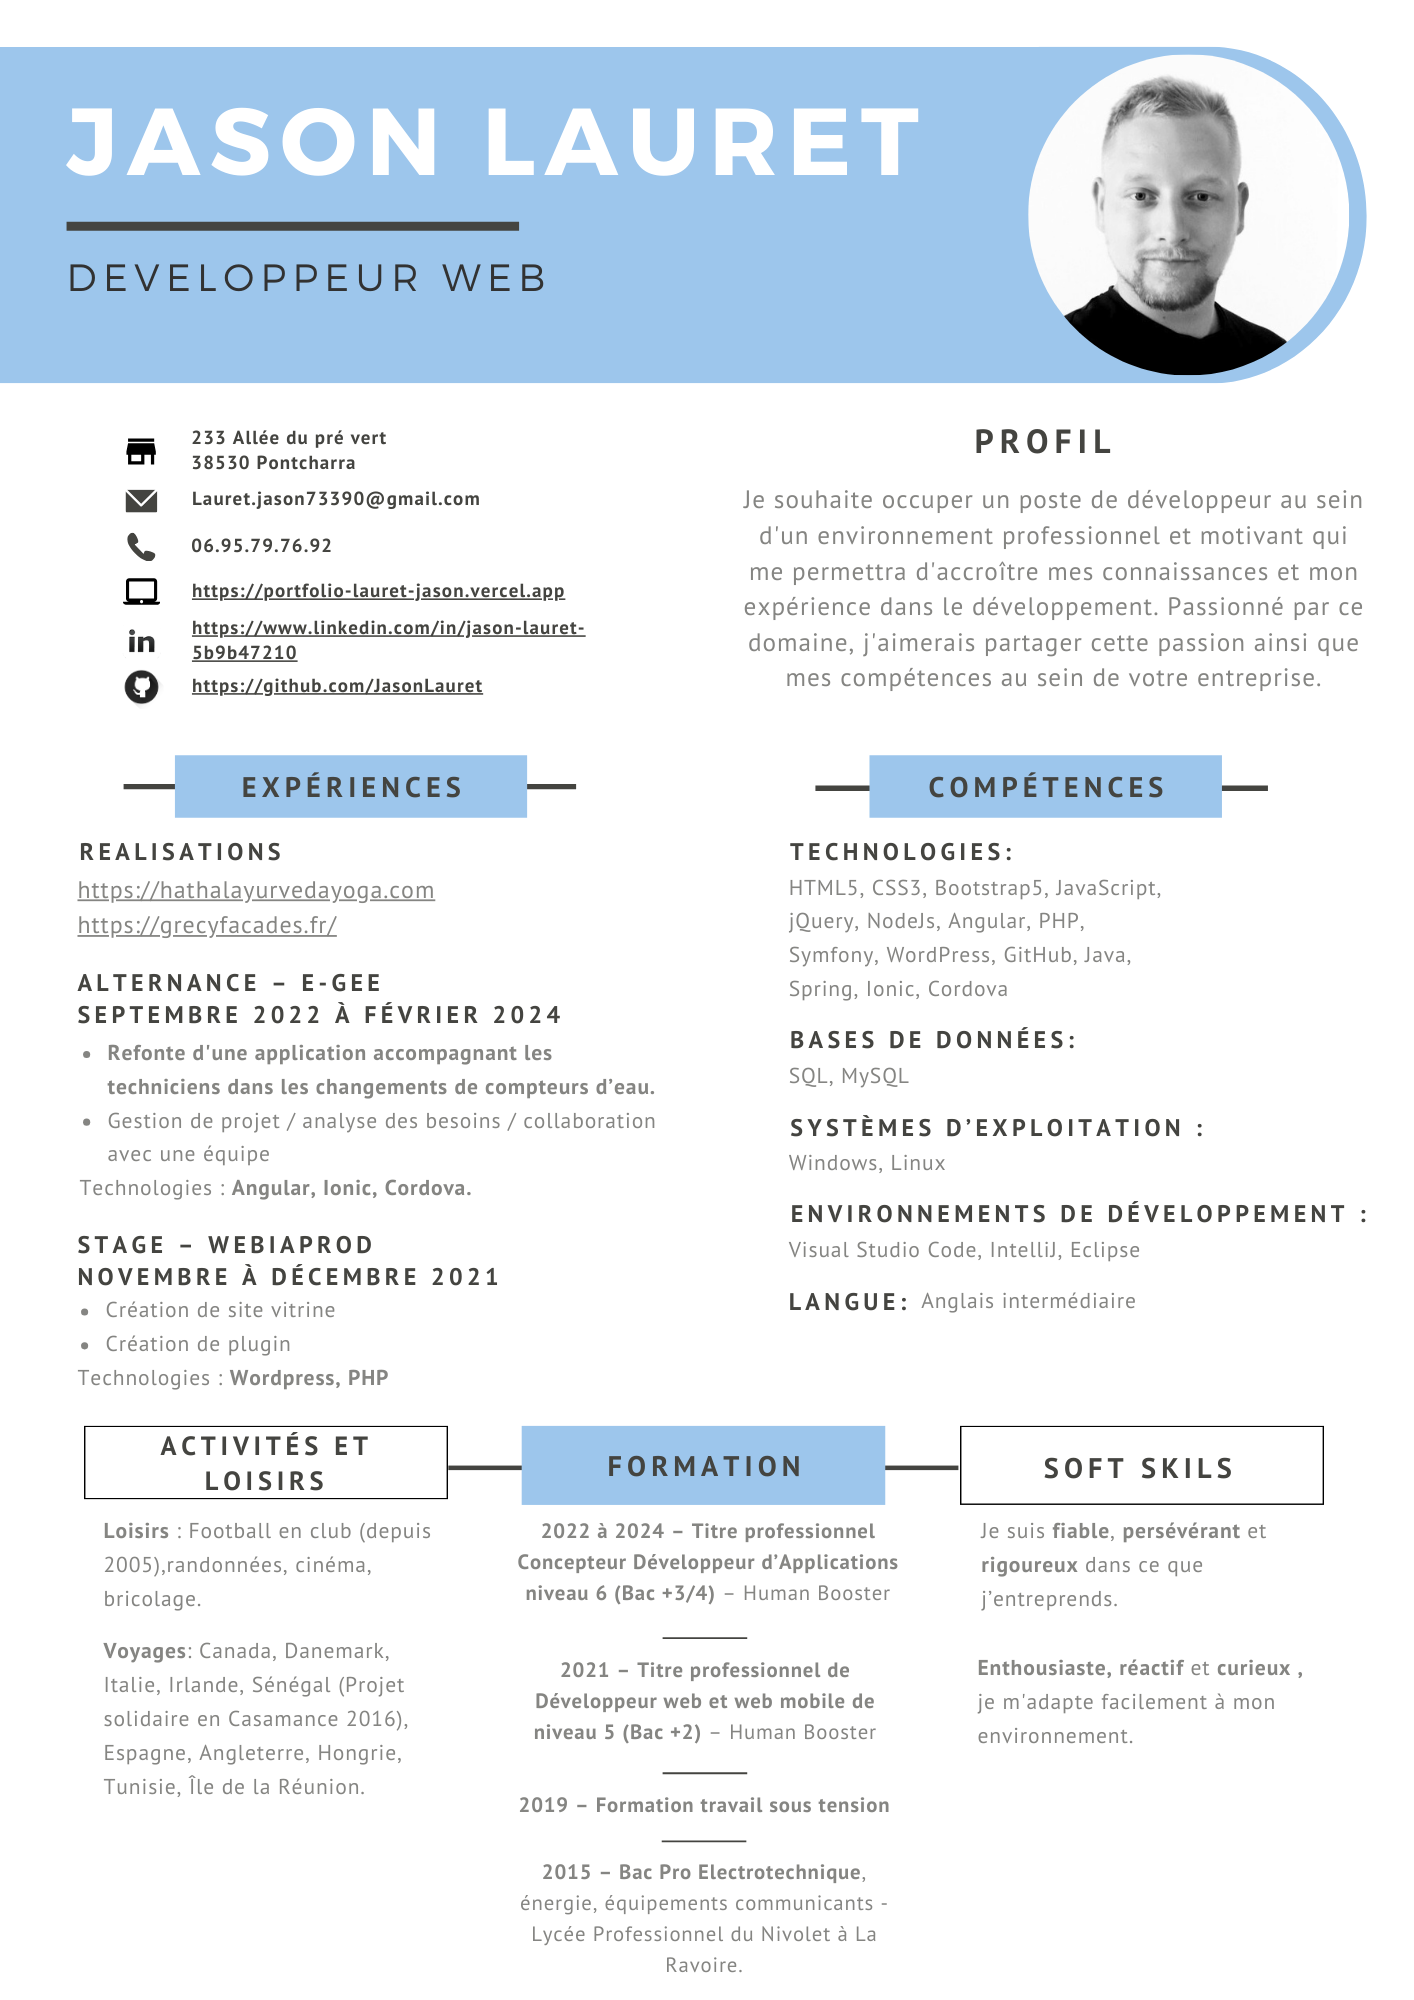 JASON LAURET
DEVELOPPEUR WEB
233 Allée du pré vert
38530 Pontcharra
Lauret.jason73390@gmail.com
06.95.79.76.92
https://portfolio-lauret-jason.vercel.app
in
https://www.linkedin.com/in/jason-lauret-
5b9b47210
https://github.com/JasonLauret
PROFIL
Je souhaite occuper un poste de développeur au sein
d'un environnement professionnel et motivant qui
me permettra d'accroître mes connaissances et mon
expérience dans le développement. Passionné par ce
domaine, j'aimerais partager cette passion ainsi que
mes compétences au sein de votre entreprise.
EXPÉRIENCES
REALISATIONS
https://hathalayurvedayoga.com
https://grecyfacades.fr/
ALTERNANCE – E-GEE
SEPTEMBRE 2022 À FÉVRIER 2024
• Refonte d'une application accompagnant les
techniciens dans les changements de compteurs d’eau.
• Gestion de projet / analyse des besoins / collaboration
avec une équipe
Technologies : Angular, Ionic, Cordova.
STAGE – WEBIAPROD
NOVEMBRE À DÉCEMBRE 2021
• Création de site vitrine
• Création de plugin
Technologies : Wordpress, PHP
COMPÉTENCES
TECHNOLOGIES:
HTML5, CSS3, Bootstrap5, JavaScript,
jQuery, NodeJs, Angular, PHP,
Symfony, WordPress, GitHub, Java,
Spring, Ionic, Cordova
BASES DE DONNÉES:
SQL, MySQL
SYSTÈMES D’EXPLOITATION :
Windows, Linux
ENVIRONNEMENTS DE DÉVELOPPEMENT :
Visual Studio Code, IntelliJ, Eclipse
LANGUE: Anglais intermédiaire
ACTIVITÉS ET
LOISIRS
Loisirs : Football en club (depuis
2005),randonnées, cinéma,
bricolage.
Voyages: Canada, Danemark,
Italie, Irlande, Sénégal (Projet
solidaire en Casamance 2016),
Espagne, Angleterre, Hongrie,
Tunisie, Île de la Réunion.
FORMATION
2022 à 2024 – Titre professionnel
Concepteur Développeur d’Applications
niveau 6 (Bac +3/4) – Human Booster
2021 – Titre professionnel de
Développeur web et web mobile de
niveau 5 (Bac +2) – Human Booster
2019 – Formation travail sous tension
2015 – Bac Pro Electrotechnique,
énergie, équipements communicants -
Lycée Professionnel du Nivolet à La
Ravoire.
SOFT SKILS
Je suis fiable, persévérant et
rigoureux dans ce que
j’entreprends.
Enthousiaste, réactif et curieux ,
je m'adapte facilement à mon
environnement.